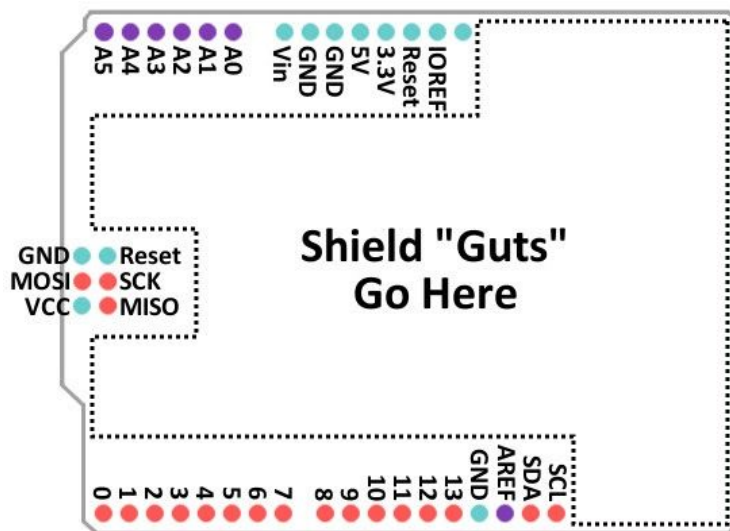 A5
A4
A3
A2
A1
A0
Vin
GND
GND
5V
3.3V
Reset
IOREF
Shield "Guts"
Go Here
GND Reset
MOSI SCK
VCC MISO
0
1
2
3
4
5
6
7
8
9
10
11
12
13
GND
AREF
SDA
SCL